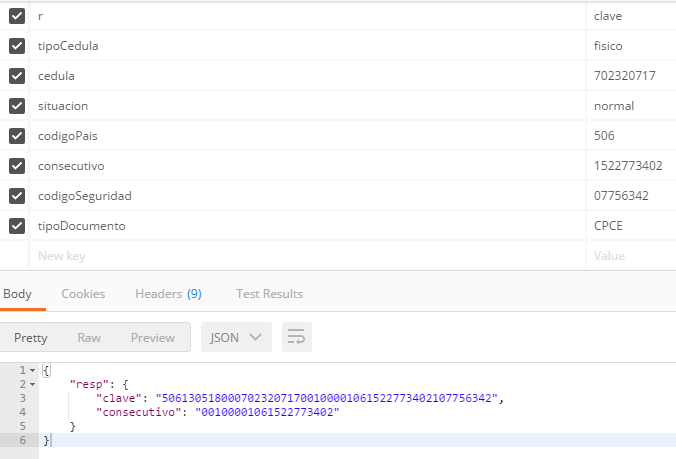 r clave
tipoCedula fisico
cedula 702320717
situacion normal
codigoPais 506
consecutivo 1522773402
codigoSeguridad 07756342
tipoDocumento CPCE
New key Value
Body Cookies Headers (9) Test Results
Pretty Raw Preview JSON
1 {
2 "resp": {
3 "clave": "50613051800070232071700100001061522773402107756342",
4 "consecutivo": "00100001061522773402"
5 }
6 }